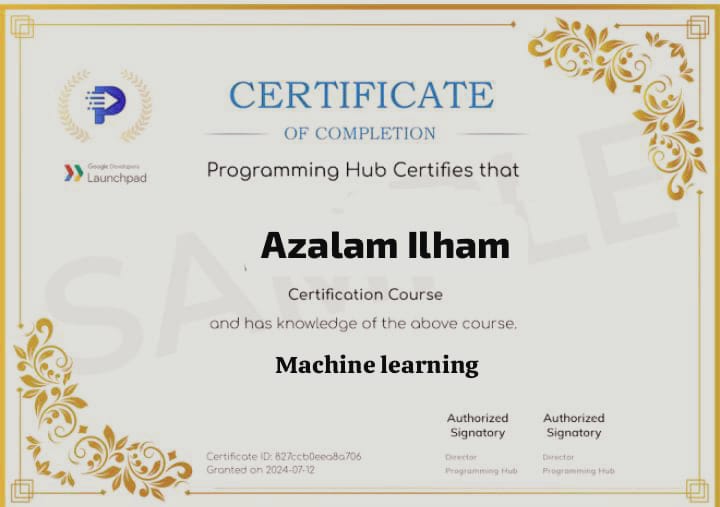 CERTIFICATE
OF COMPLETION
Google Developers
Launchpad
Programming Hub Certifies that
SAMPLE
Azalam Ilham
Certification Course
and has knowledge of the above course.
Machine learning
Authorized Signatory
Authorized Signatory
Director
Programming Hub
Director
Programming Hub
Certificate ID: 827ccb0eea8a706
Granted on 2024-07-12